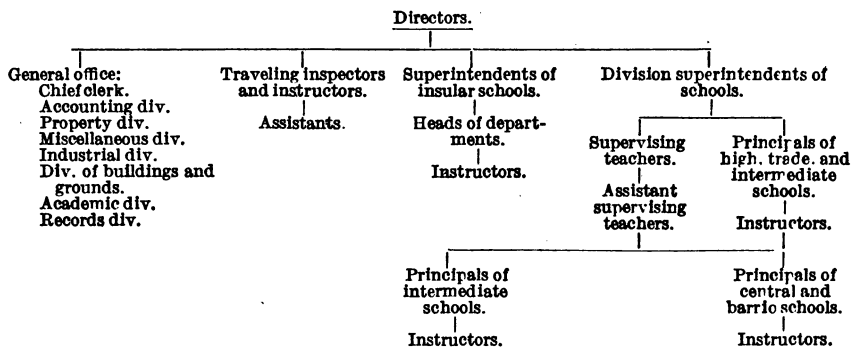 Directors.
General office:
Chief clerk.
Accounting div.
Property div.
Miscellaneous div.
Industrial div.
Div. of buildings and
grounds.
Academic div.
Records div.
Traveling inspectors
and instructors.
Assistants.
Superintendents of
insular schools.
Heads of depart-
ments.
Instructors.
Division superintendents of
schools.
Supervising
teachers.
Assistant
supervising
teachers.
Principals of
high, trade, and
intermediate
schools.
Instructors.
Principals of
intermediate
schools.
Instructors.
Principals of
central and
barrio schools.
Instructors.